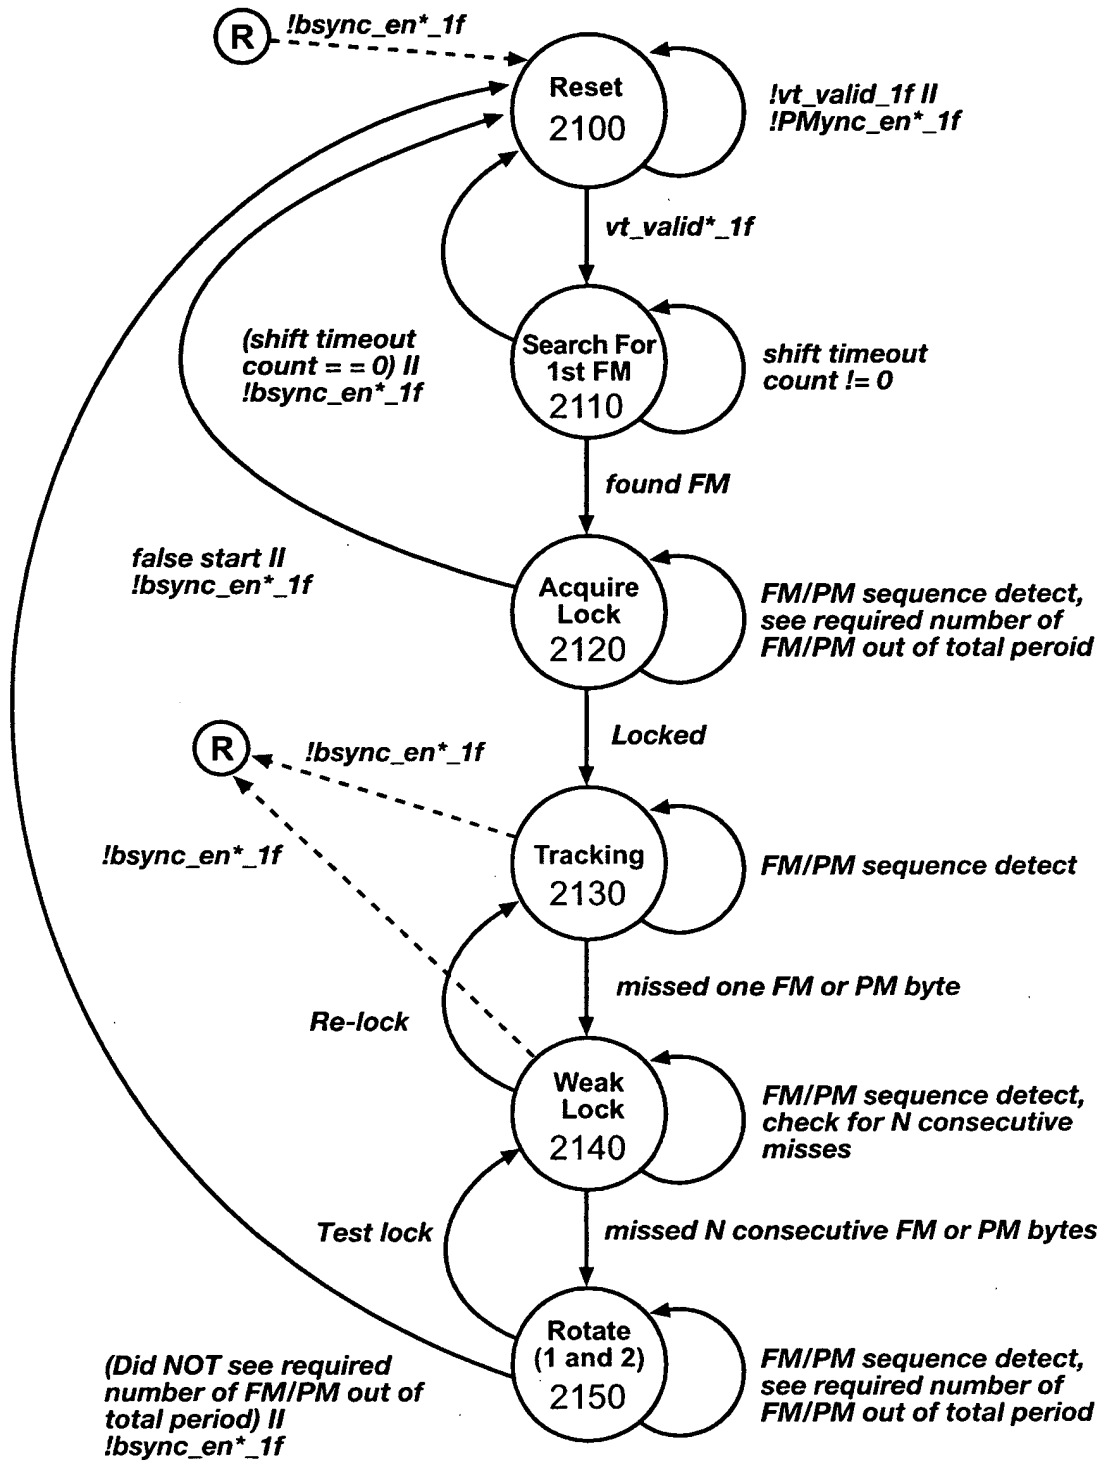 R
!bsync_en*_1f
Reset
2100
!vt_valid_1f II
!PMync_en*_1f
vt_valid*_1f
(shift timeout
count = = 0) II
!bsync_en*_1f
Search For
1st FM
2110
shift timeout
count != 0
found FM
false start II
!bsync_en*_1f
Acquire
Lock
2120
FM/PM sequence detect,
see required number of
FM/PM out of total peroid
Locked
R
!bsync_en*_1f
!bsync_en*_1f
Tracking
2130
FM/PM sequence detect
missed one FM or PM byte
Re-lock
Weak
Lock
2140
FM/PM sequence detect,
check for N consecutive
misses
Test lock
missed N consecutive FM or PM bytes
Rotate
(1 and 2)
2150
FM/PM sequence detect,
see required number of
FM/PM out of total period
(Did NOT see required
number of FM/PM out of
total period) II
!bsync_en*_1f